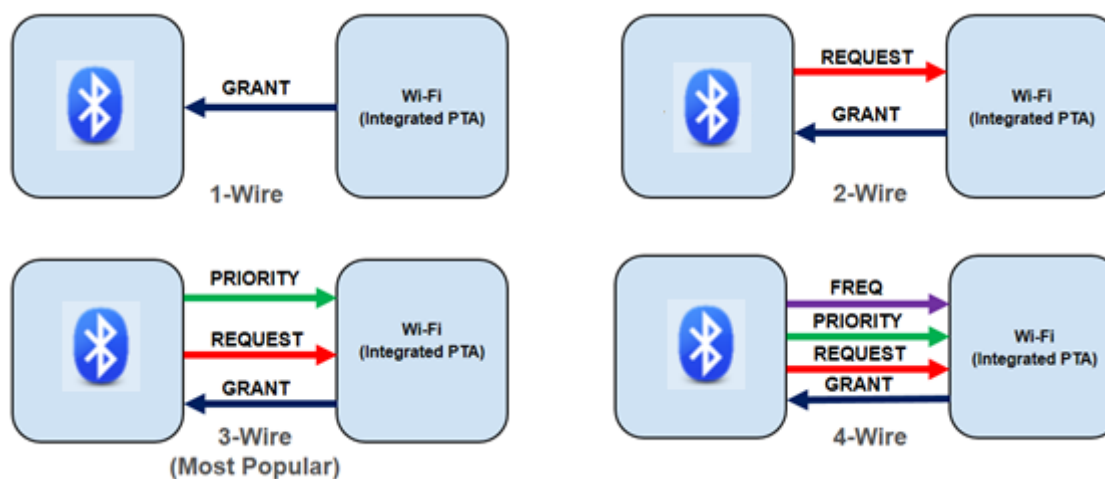 GRANT
Wi-Fi
(Integrated PTA)
1-Wire
REQUEST
GRANT
Wi-Fi
(Integrated PTA)
2-Wire
PRIORITY
REQUEST
GRANT
Wi-Fi
(Integrated PTA)
3-Wire
(Most Popular)
FREQ
PRIORITY
REQUEST
GRANT
Wi-Fi
(Integrated PTA)
4-Wire